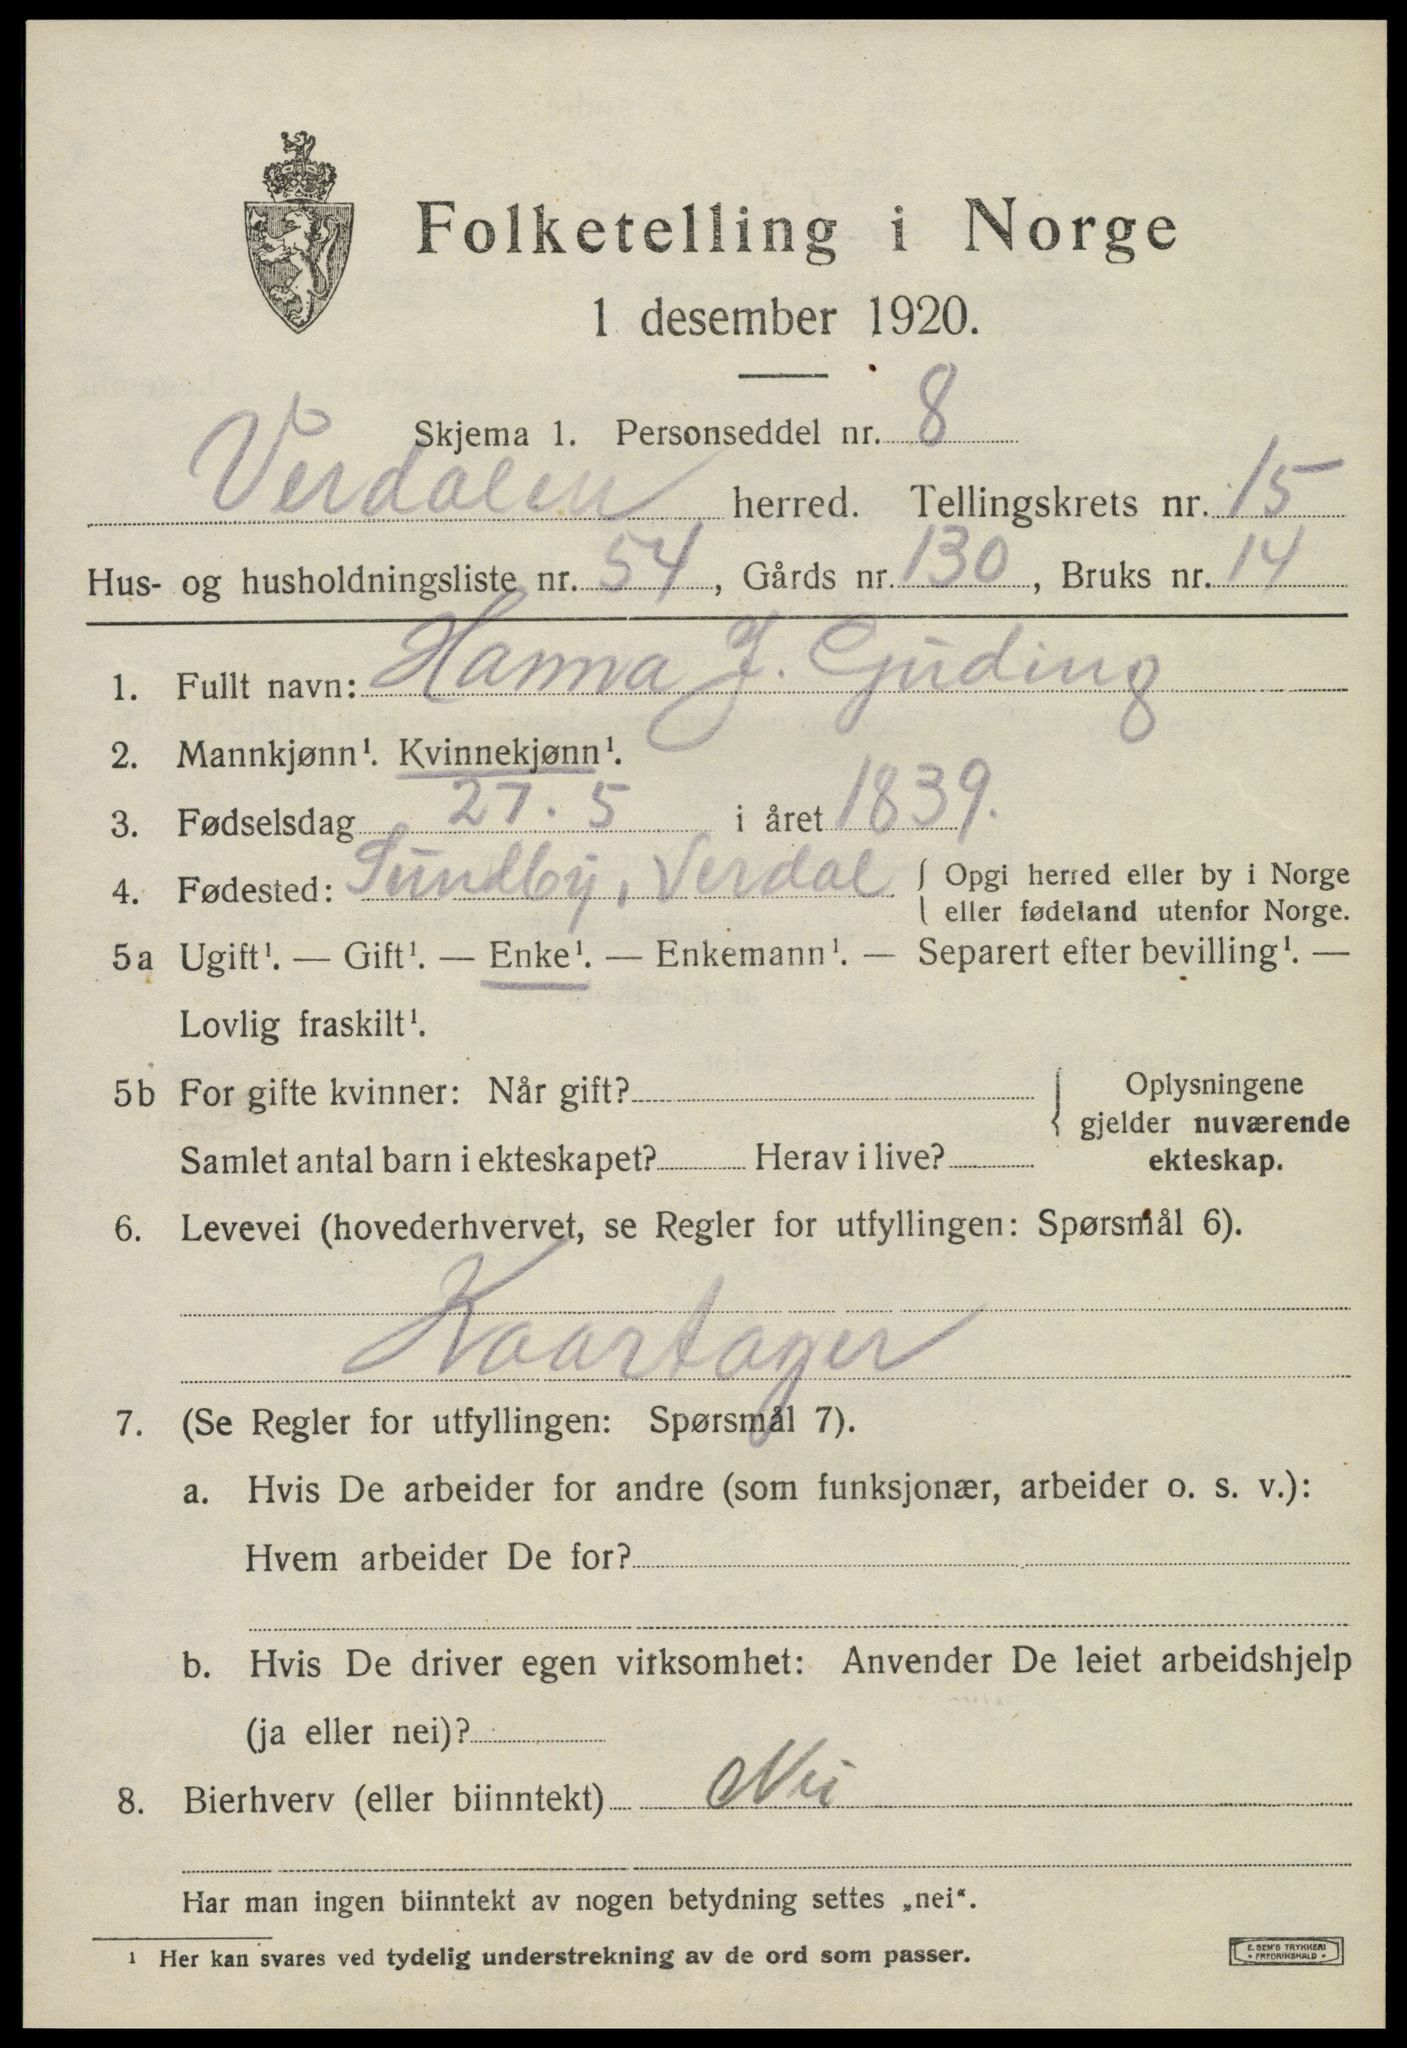 Folketelling i Norge
1 desember 1920.
Skjema 1. Personseddel nr. 8
Verdalen herred. Tellingskrets nr. 15
Hus- og husholdningsliste nr. 54, Gårds nr. 130, Bruks nr. 14
1. Fullt navn: Hanna J. Guding
2. Mannkjønn¹. Kvinnekjønn¹.
3. Fødselsdag 27. 5 i året 1839.
4. Fødested: Sundby, Verdal { Opgi herred eller by i Norge
eller fødeland utenfor Norge.
5a Ugift¹. — Gift¹. — Enke¹. — Enkemann¹. — Separert efter bevilling¹. —
Lovlig fraskilt¹.
5b For gifte kvinner: Når gift? { Oplysningene
gjelder nuværende
Samlet antal barn i ekteskapet? Herav i live? ekteskap.
6. Levevei (hovederhvervet, se Regler for utfyllingen: Spørsmål 6).
Kaartager
7. (Se Regler for utfyllingen: Spørsmål 7).
a. Hvis De arbeider for andre (som funksjonær, arbeider o. s. v.):
Hvem arbeider De for?
b. Hvis De driver egen virksomhet: Anvender De leiet arbeidshjelp
(ja eller nei)?
8. Bierhverv (eller biinntekt) Nei
Har man ingen biinntekt av nogen betydning settes „nei“.
¹ Her kan svares ved tydelig understrekning av de ord som passer.
E. SEM'S TRYKKERI
• FREDRIKSHALD •